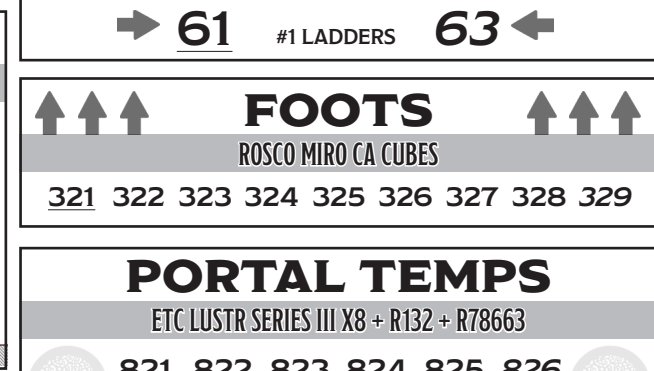 61 #1 LADDERS 63
FOOTS
ROSCO MIRO CA CUBES
321 322 323 324 325 326 327 328 329
PORTAL TEMPS
ETC LUSTR SERIES III X8 + R132 + R78663
821 822 823 824 825 826